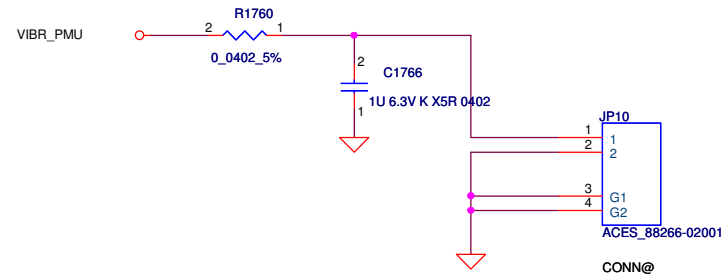 R1760
VIBR_PMU
2
1
0_0402_5%
2
C1766
1U 6.3V K X5R 0402
1
JP10
1
1
2
2
3
G1
4
G2
ACES_88266-02001
CONN@